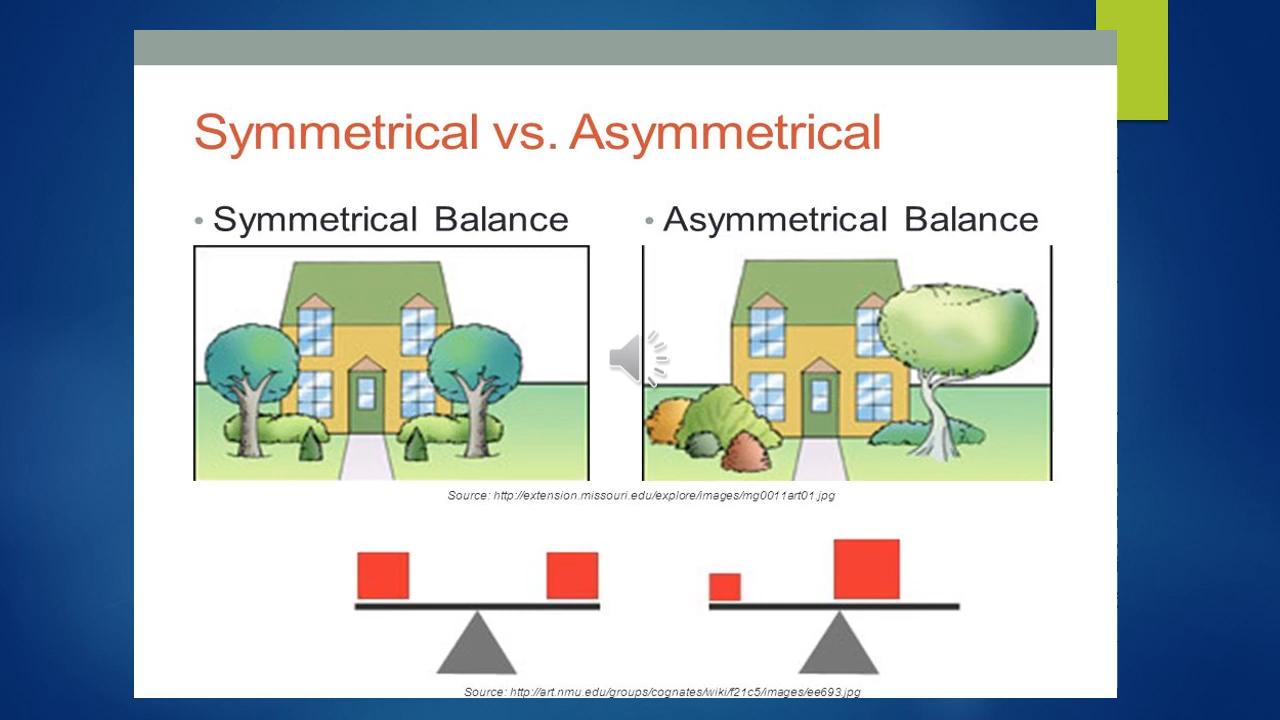 Symmetrical vs. Asymmetrical
• Symmetrical Balance
• Asymmetrical Balance
Source: http://extension.missouri.edu/explore/images/mg0011art01.jpg
Source: http://art.nmu.edu/groups/cognates/wiki/f21c5/images/ee693.jpg